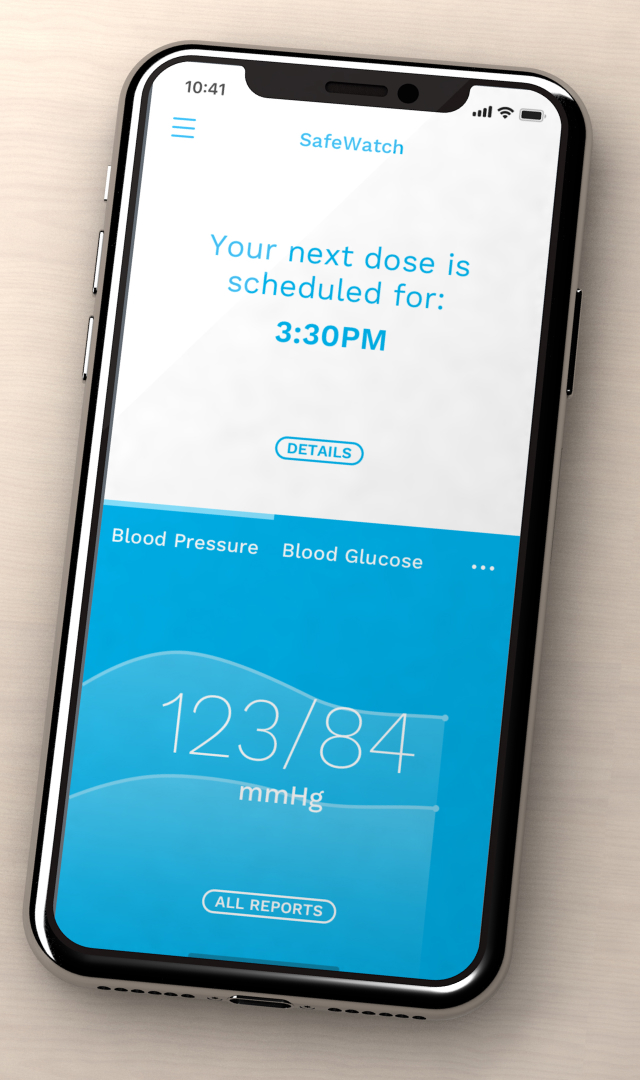 10:41
SafeWatch
Your next dose is
scheduled for:
3:30PM
DETAILS
Blood Pressure Blood Glucose
123/84
mmHg
ALL REPORTS